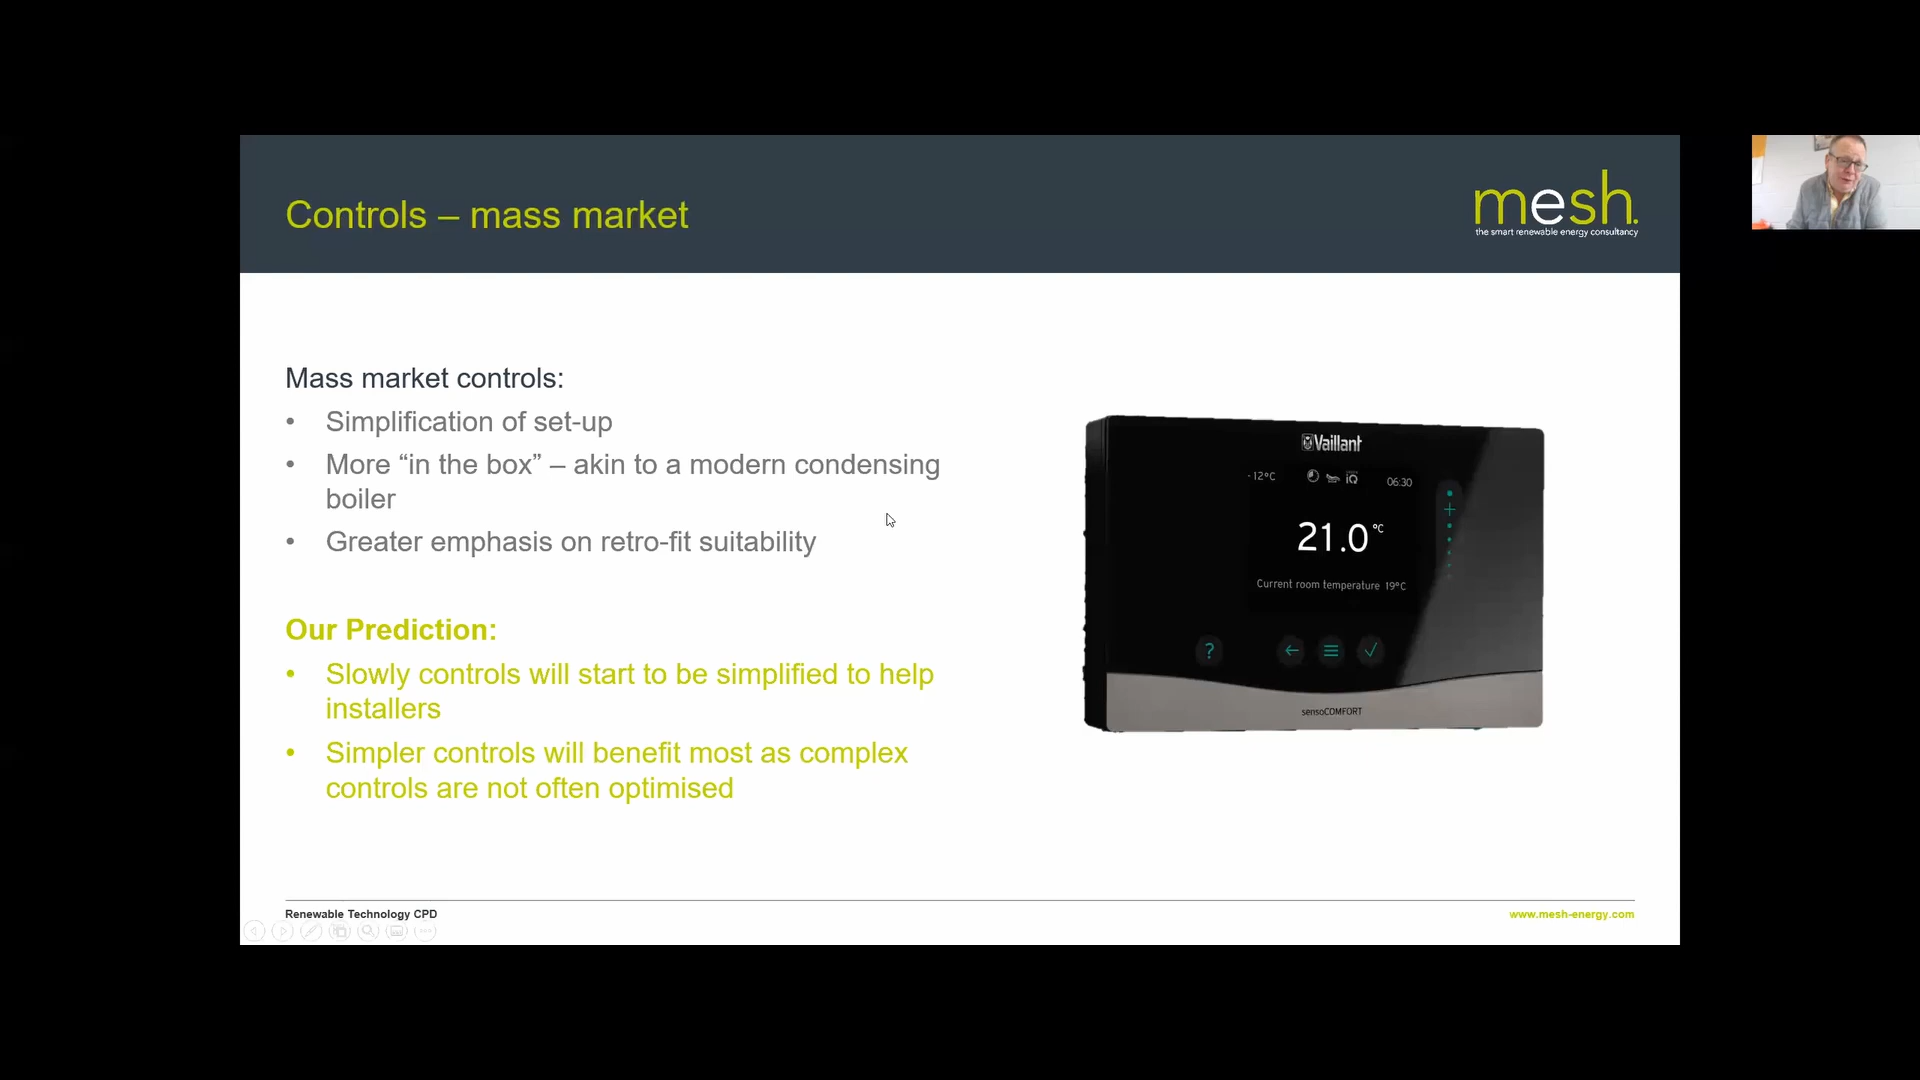 Controls – mass market
mesh.
the smart renewable energy consultancy
Mass market controls:
• Simplification of set-up
• More “in the box” – akin to a modern condensing
boiler
• Greater emphasis on retro-fit suitability
Our Prediction:
• Slowly controls will start to be simplified to help
installers
• Simpler controls will benefit most as complex
controls are not often optimised
Vaillant
-12°C iQ 06:30
21.0 °C
Current room temperature 19°C
?
sensoCOMFORT
Renewable Technology CPD
www.mesh-energy.com